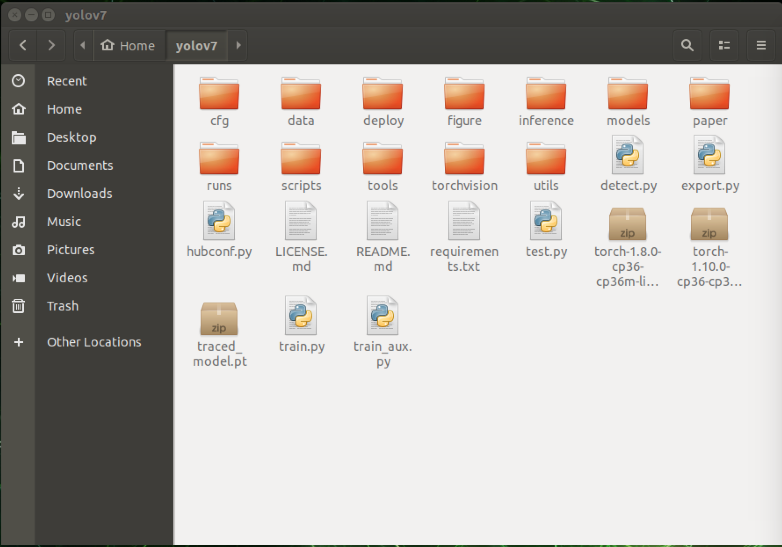 yolov7
Home
yolov7
Recent
Home
Desktop
Documents
Downloads
Music
Pictures
Videos
Trash
Other Locations
cfg
data
deploy
figure
inference
models
paper
runs
scripts
tools
torchvision
utils
detect.py
export.py
hubconf.py
LICENSE.
md
README.
md
requiremen
ts.txt
test.py
torch-1.8.0-
cp36-
cp36m-li...
torch-
1.10.0-
cp36-cp3...
zip
zip
zip
traced_
model.pt
train.py
train_aux.
py